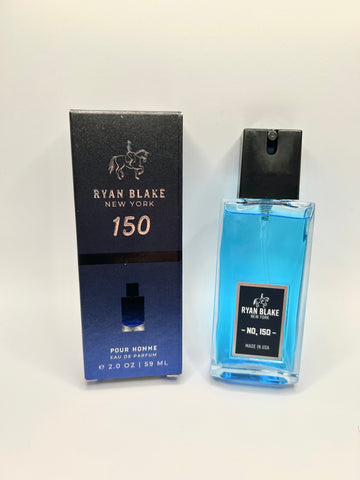 RYAN BLAKE
NEW YORK
150
POUR HOMME
EAU DE PARFUM
e 2.0 OZ | 59 ML
RYAN BLAKE
NEW YORK
- NO. 150 -
MADE IN USA